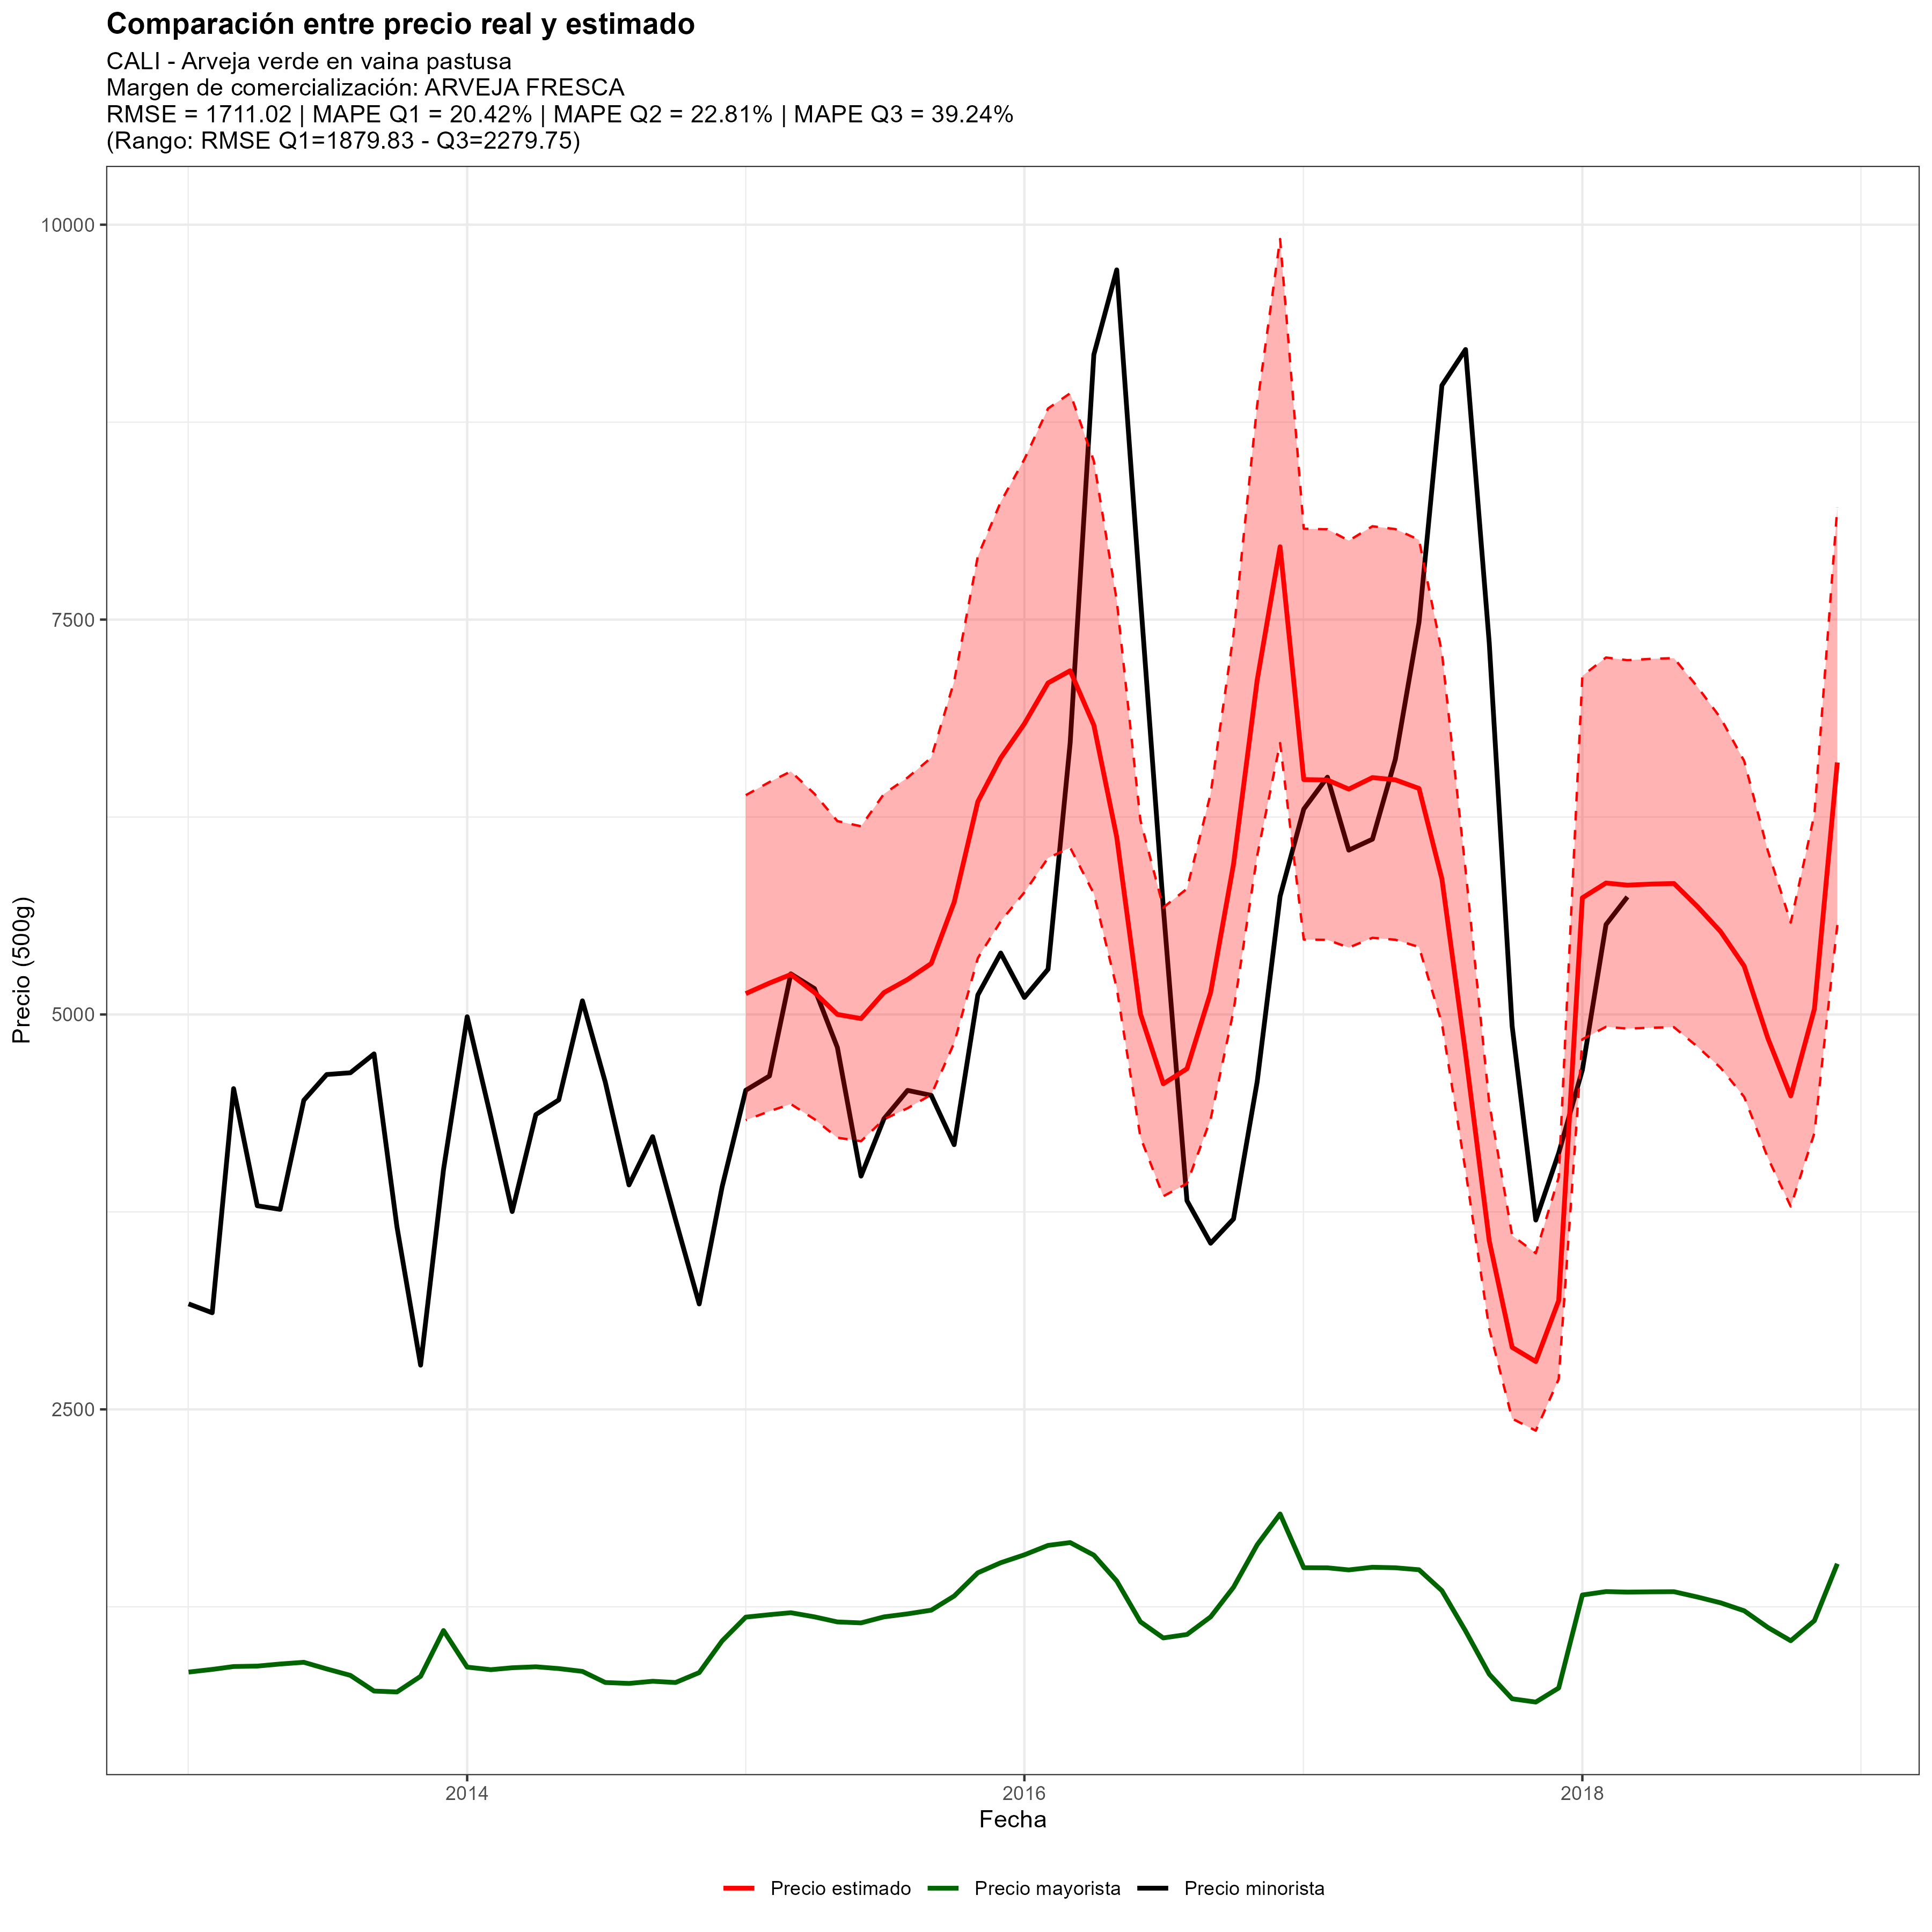 Comparación entre precio real y estimado
CALI - Arveja verde en vaina pastusa
Margen de comercialización: ARVEJA FRESCA
RMSE = 1711.02 | MAPE Q1 = 20.42% | MAPE Q2 = 22.81% | MAPE Q3 = 39.24%
(Rango: RMSE Q1=1879.83 - Q3=2279.75)
10000
7500
5000
2500
Precio (500g)
2014
2016
2018
Fecha
Precio estimado
Precio mayorista
Precio minorista